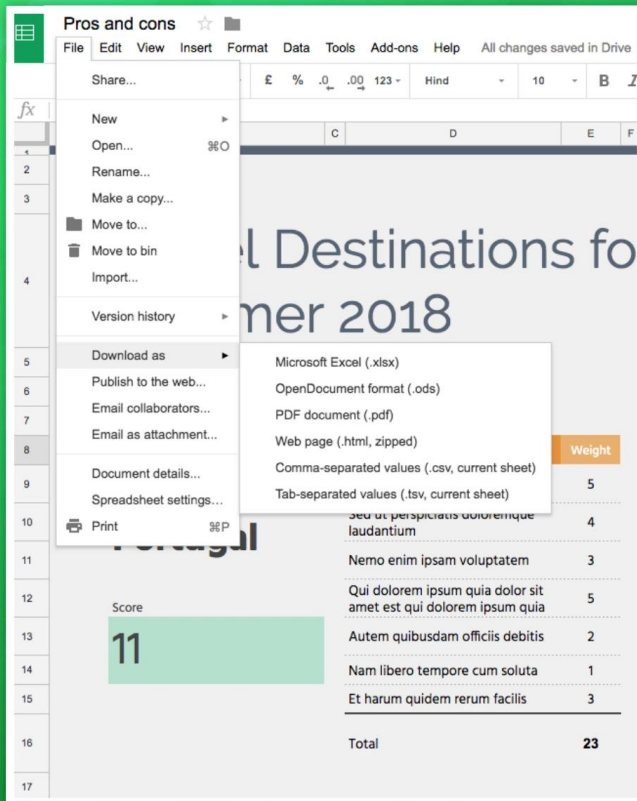 Pros and cons
File Edit View Insert Format Data Tools Add-ons Help All changes saved in Drive
£ % .0 .00 123 Hind 10 B I
fx
C D E F
Share...
New
Open... ⌘O
Rename...
Make a copy...
Move to...
Move to bin
Import...
Version history
Download as
Publish to the web...
Email collaborators...
Email as attachment...
Document details...
Spreadsheet settings...
Print ⌘P
Microsoft Excel (.xlsx)
OpenDocument format (.ods)
PDF document (.pdf)
Web page (.html, zipped)
Comma-separated values (.csv, current sheet)
Tab-separated values (.tsv, current sheet)
1
2
3
4
5
6
7
8
9
10
11
12
13
14
15
16
17
l Destinations fo
mer 2018
Weight
5
Sed ut perspiciatis doloremque
laudantium 4
Portugal
Nemo enim ipsam voluptatem 3
Qui dolorem ipsum quia dolor sit
amet est qui dolorem ipsum quia 5
Score
11
Autem quibusdam officiis debitis 2
Nam libero tempore cum soluta 1
Et harum quidem rerum facilis 3
Total 23